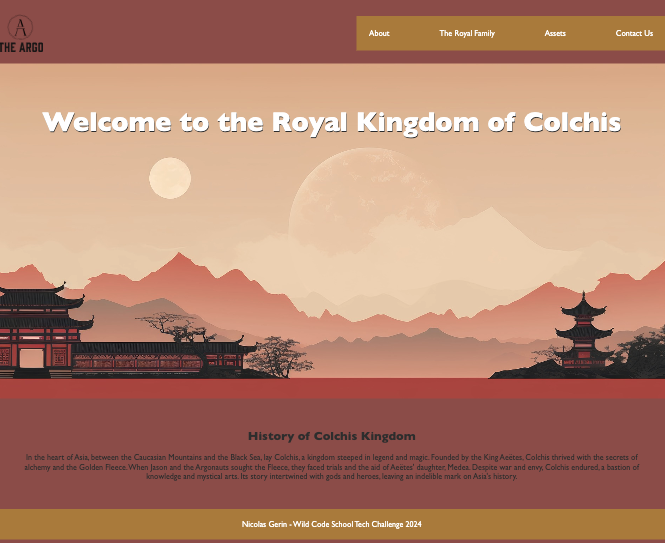 A
THE ARGO
About
The Royal Family
Assets
Contact Us
Welcome to the Royal Kingdom of Colchis
History of Colchis Kingdom
In the heart of Asia, between the Caucasian Mountains and the Black Sea, lay Colchis, a kingdom steeped in legend and magic. Founded by the King Aeëtes, Colchis thrived with the secrets of
alchemy and the Golden Fleece. When Jason and the Argonauts sought the Fleece, they faced trials and the aid of Aeëtes' daughter, Medea. Despite war and envy, Colchis endured, a bastion of
knowledge and mystical arts. Its story intertwined with gods and heroes, leaving an indelible mark on Asia's history.
Nicolas Gerin - Wild Code School Tech Challenge 2024